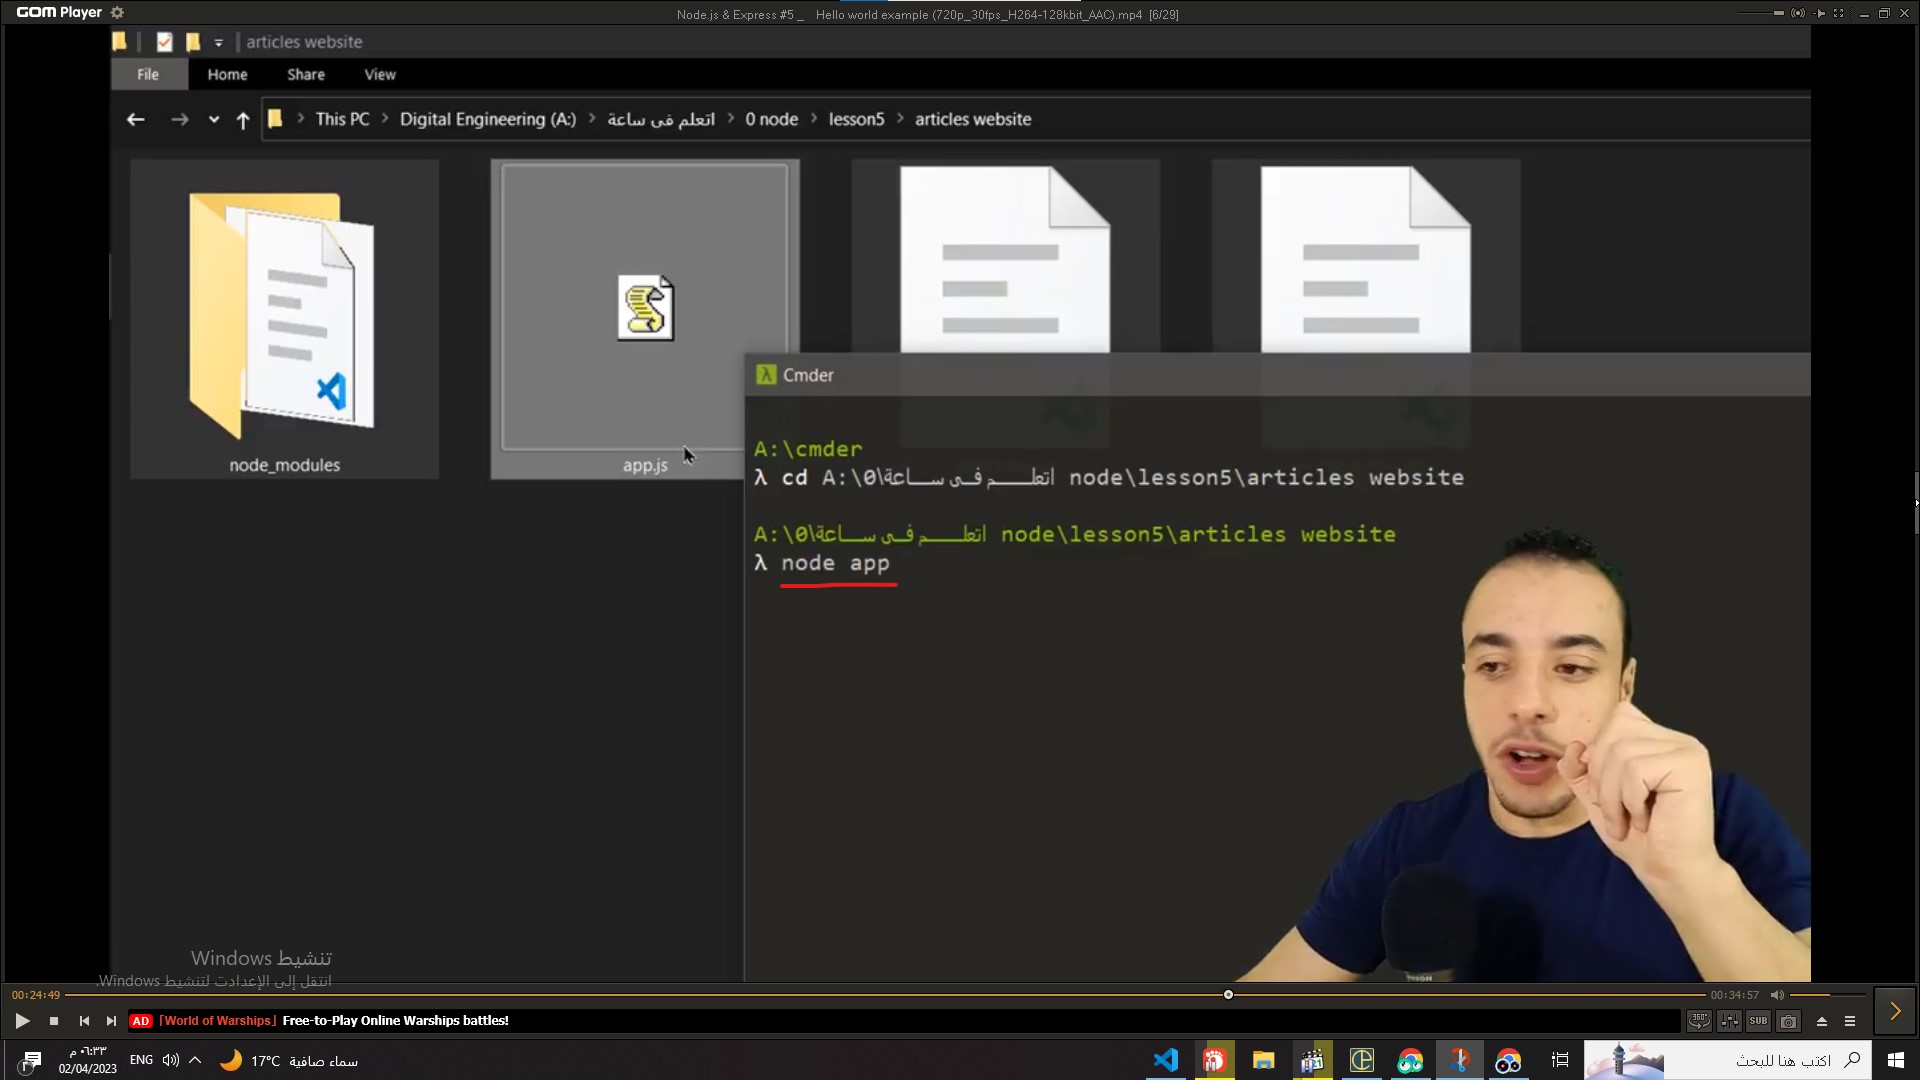 GOM Player
Node.js & Express #5 _ Hello world example (720p_30fps_H264-128kbit_AAC).mp4 [6/29]
articles website
File Home Share View
This PC > Digital Engineering (A:) > اتعلم فى ساعة > 0 node > lesson5 > articles website
node_modules
app.js
Cmder
A:\cmder
λ cd A:\اتعلم فى ساعة\0 node\lesson5\articles website
A:\اتعلم فى ساعة\0 node\lesson5\articles website
λ node app
تنشيط Windows
انتقل إلى الإعدادت لتنشيط Windows.
00:24:49
00:34:57
AD 「World of Warships」 Free-to-Play Online Warships battles!
360°
SUB
٠٦:٣٣ م
02/04/2023
ENG
17°C سماء صافية
اكتب هنا للبحث